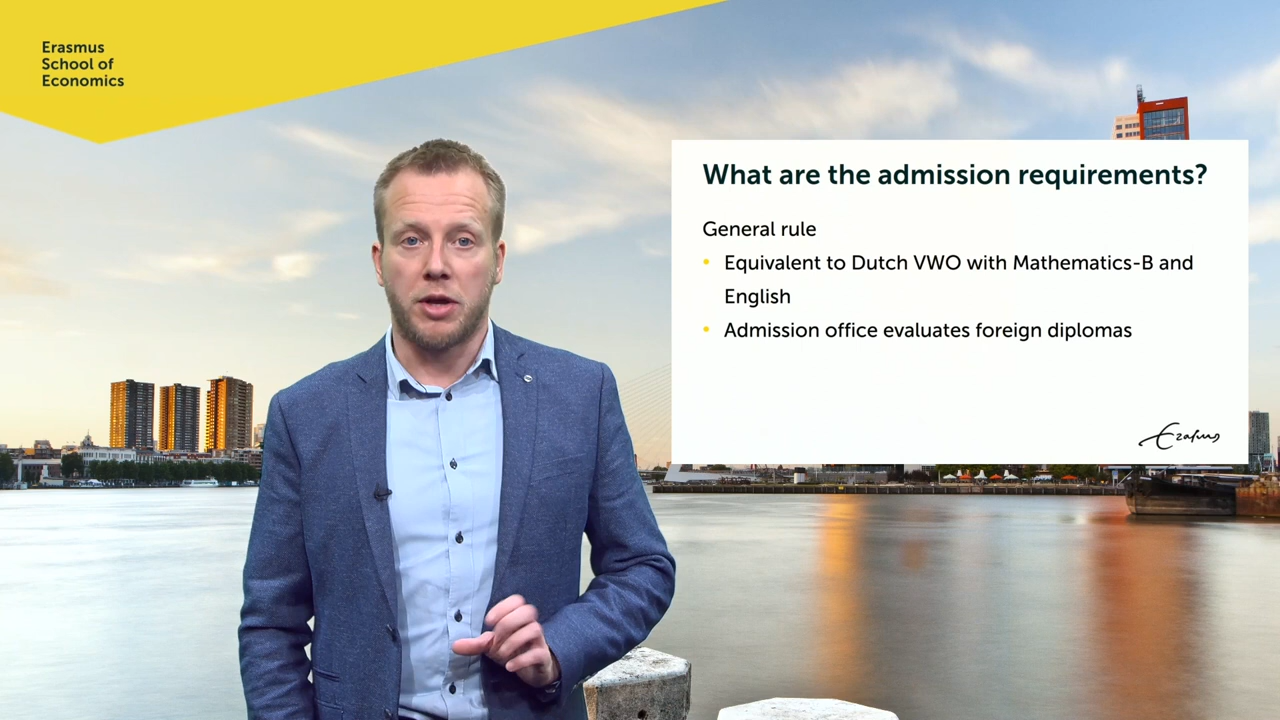 Erasmus
School of
Economics
What are the admission requirements?
General rule
• Equivalent to Dutch VWO with Mathematics-B and
English
• Admission office evaluates foreign diplomas
Erasmus